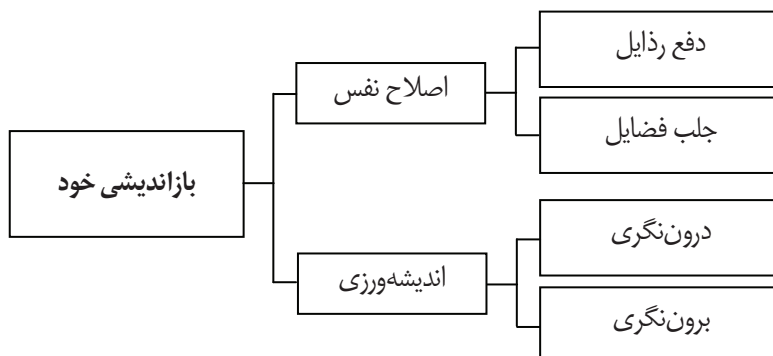 دفع رذایل
اصلاح نفس
جلب فضایل
بازاندیشی خود
درون‌نگری
اندیشه‌ورزی
برون‌نگری